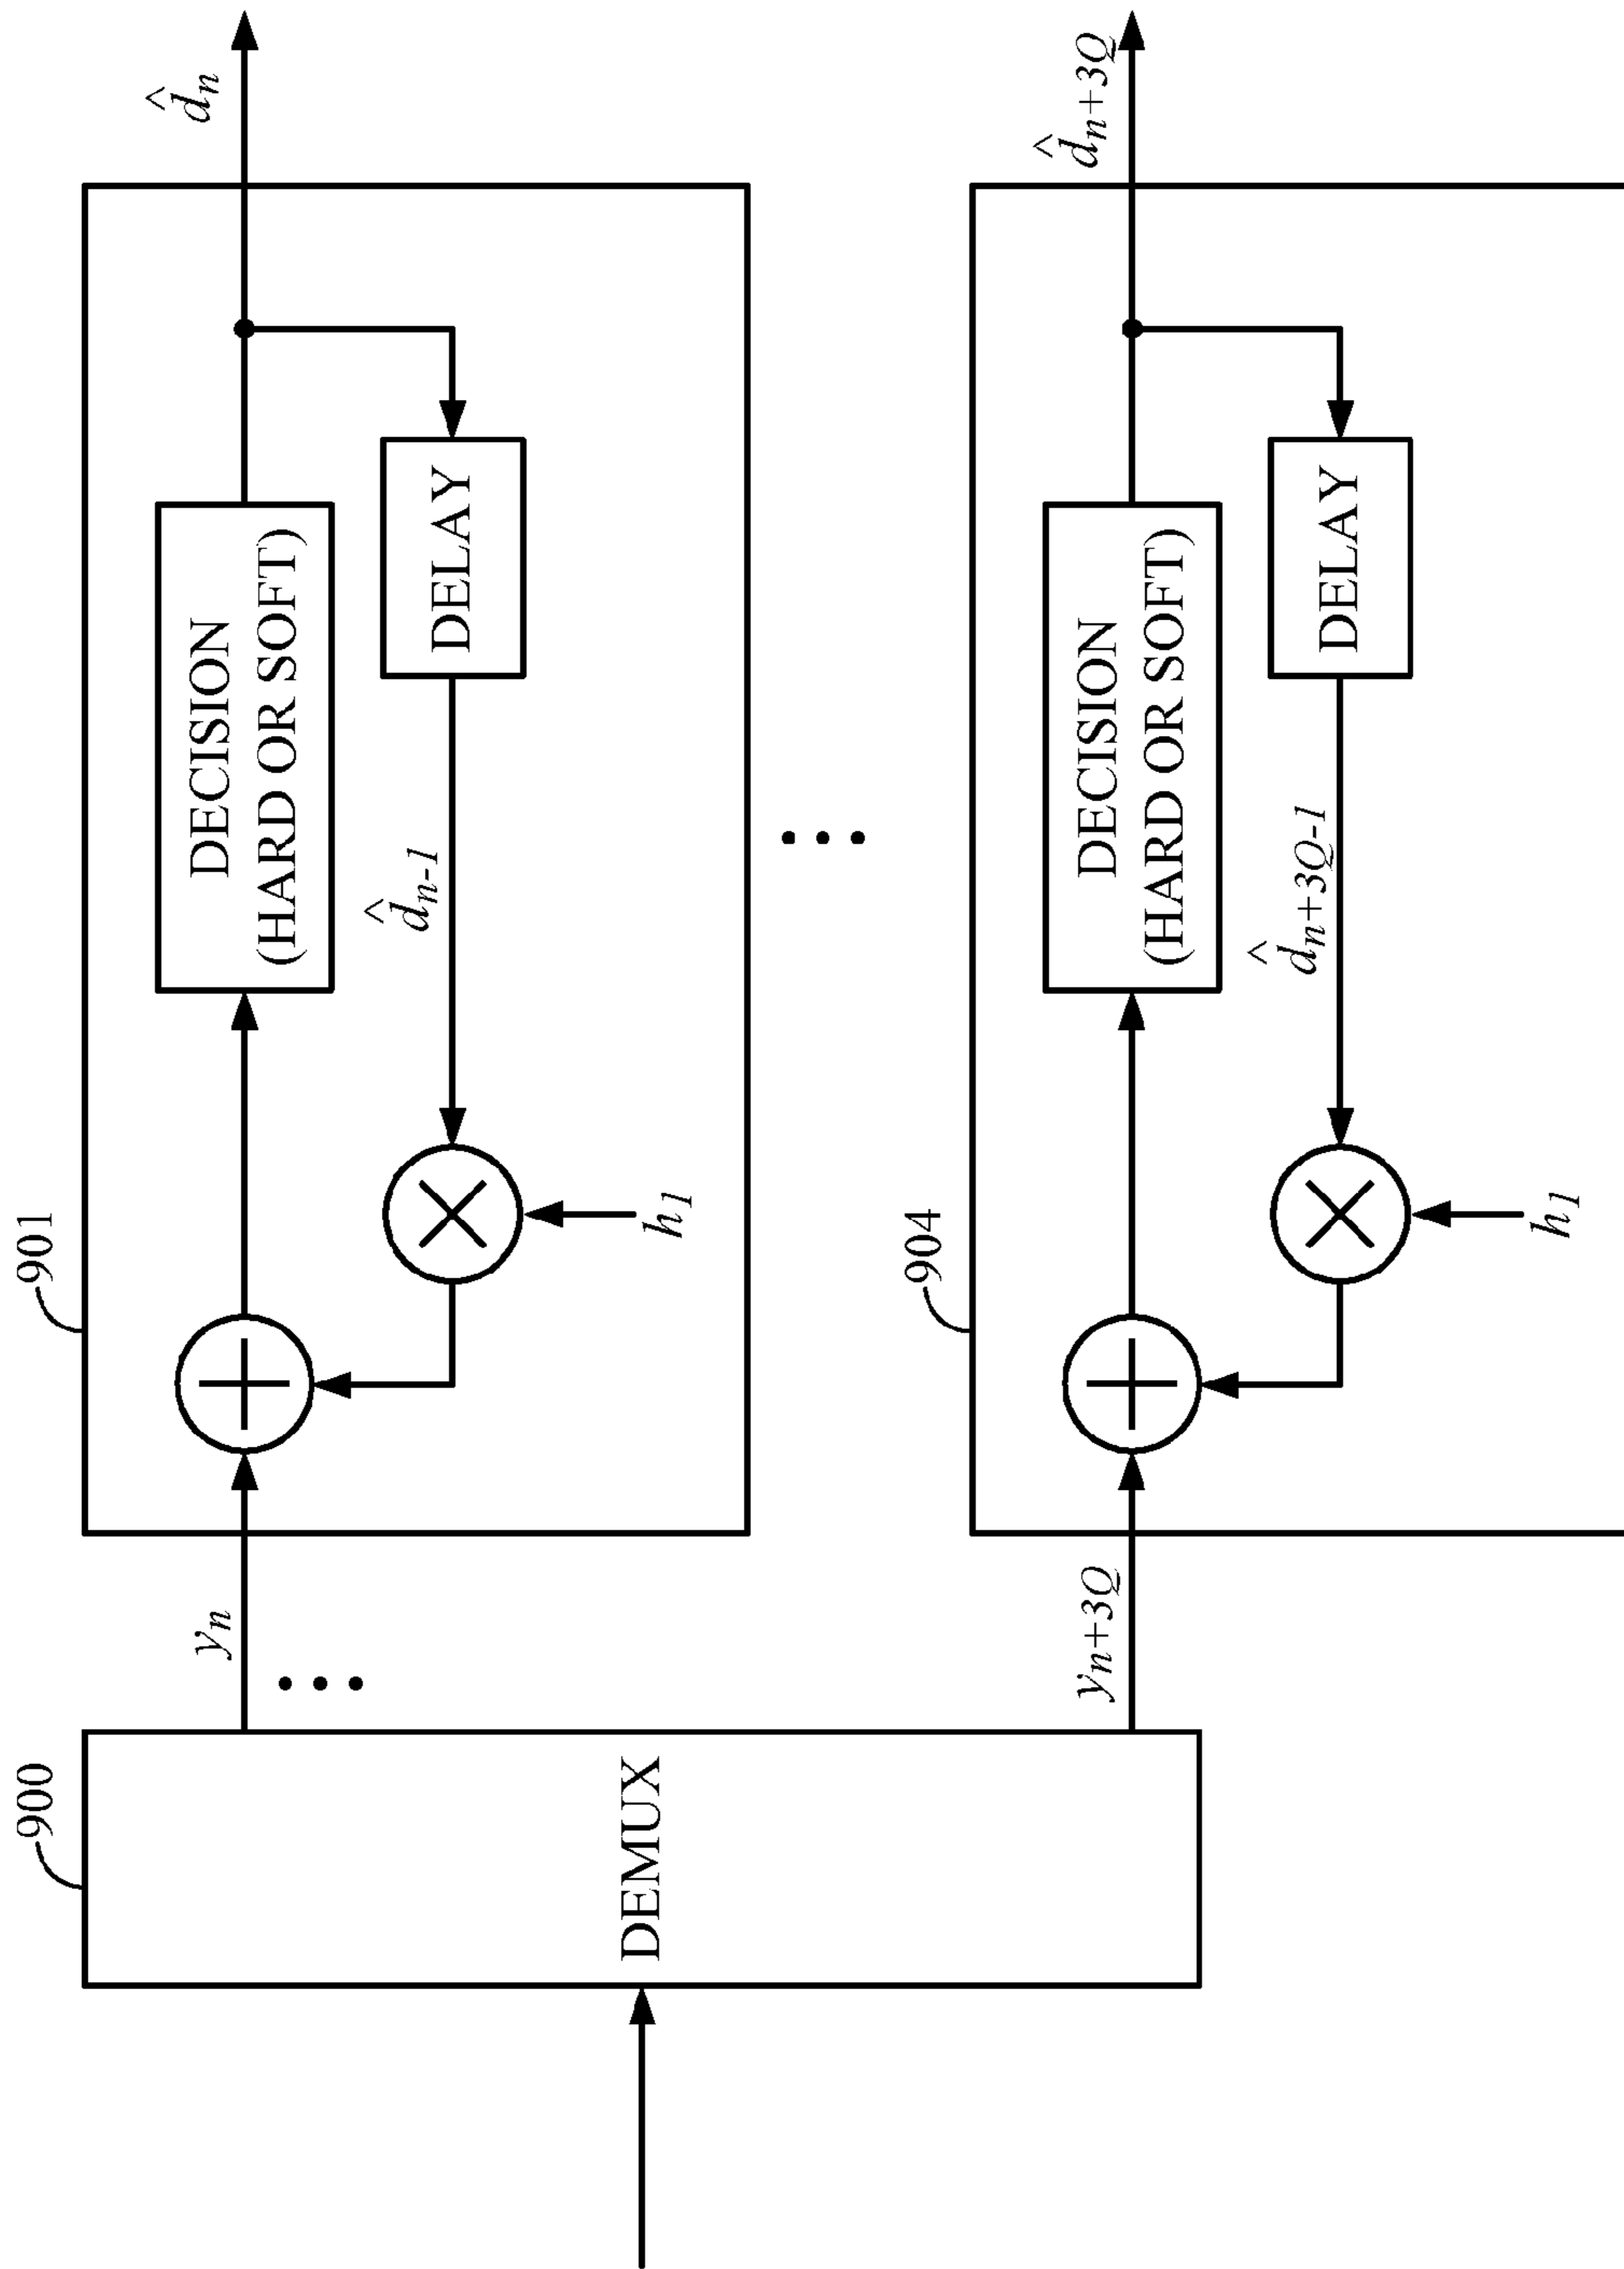 900
DEMUX
yₙ
901
DECISION
(HARD OR SOFT)
d̂ₙ
d̂ₙ₋₁
DELAY
h₁
yₙ₊₃Q
904
DECISION
(HARD OR SOFT)
d̂ₙ₊₃Q
d̂ₙ₊₃Q₋₁
DELAY
h₁